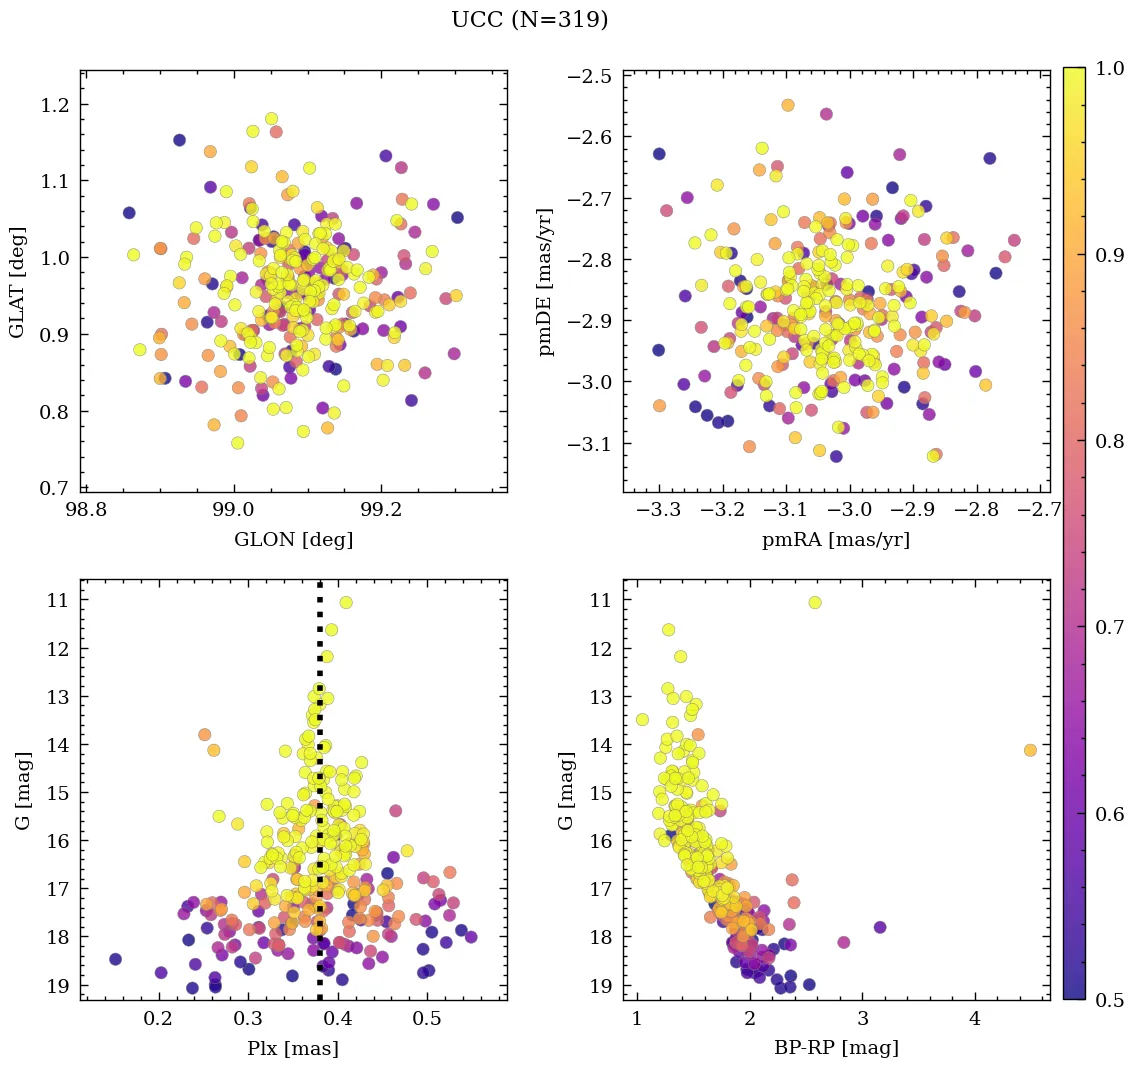 UCC (N=319)
1.2
1.1
1.0
0.9
0.8
0.7
98.8 99.0 99.2
GLON [deg]
GLAT [deg]
−2.5
−2.6
−2.7
−2.8
−2.9
−3.0
−3.1
−3.3 −3.2 −3.1 −3.0 −2.9 −2.8 −2.7
pmRA [mas/yr]
pmDE [mas/yr]
1.0
0.9
0.8
0.7
0.6
0.5
11
12
13
14
15
16
17
18
19
0.2 0.3 0.4 0.5
Plx [mas]
G [mag]
11
12
13
14
15
16
17
18
19
1 2 3 4
BP-RP [mag]
G [mag]